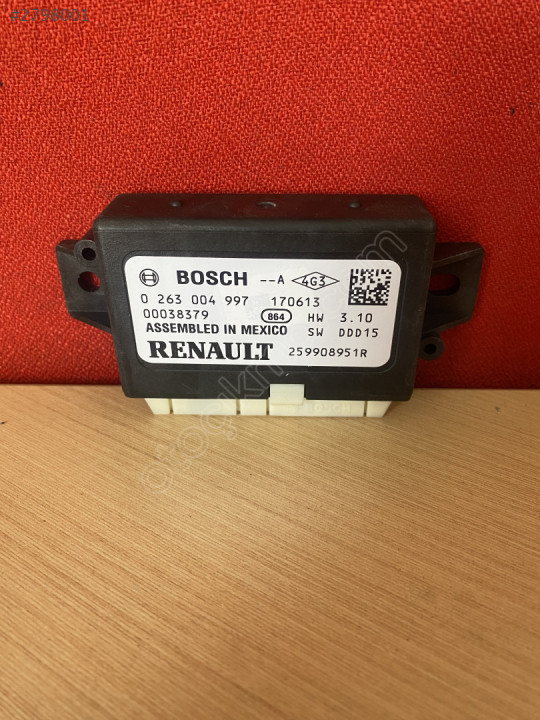 BOSCH --A 4G3
0 263 004 997 170613
00038379 864 HW 3.10
ASSEMBLED IN MEXICO SW DDD15
RENAULT 259908951R